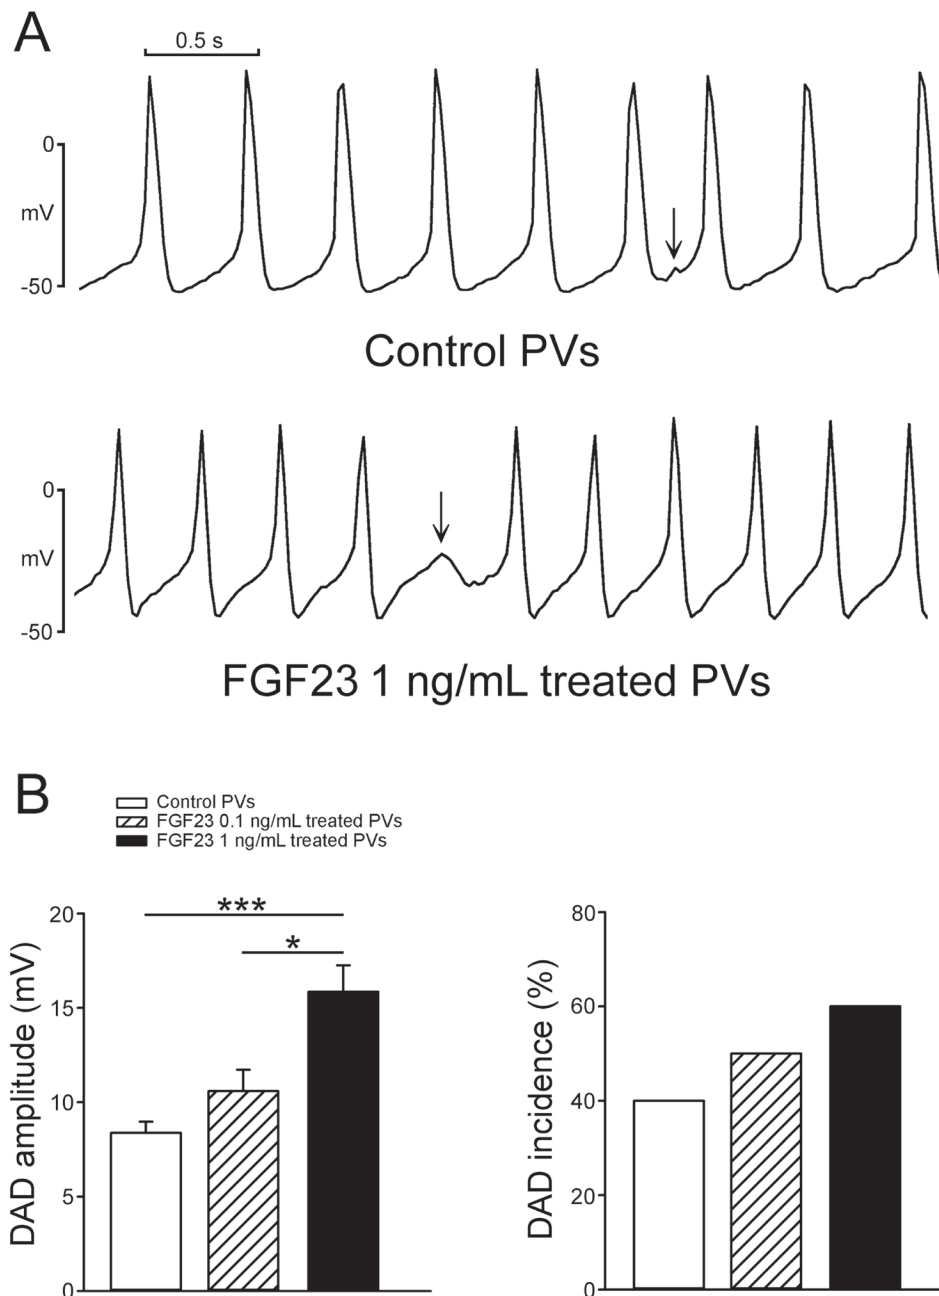 A
0.5 s
0
mV
-50
Control PVs
0
mV
-50
FGF23 1 ng/mL treated PVs
B
Control PVs
FGF23 0.1 ng/mL treated PVs
FGF23 1 ng/mL treated PVs
DAD amplitude (mV)
20
15
10
5
0
***
*
DAD incidence (%)
80
60
40
20
0